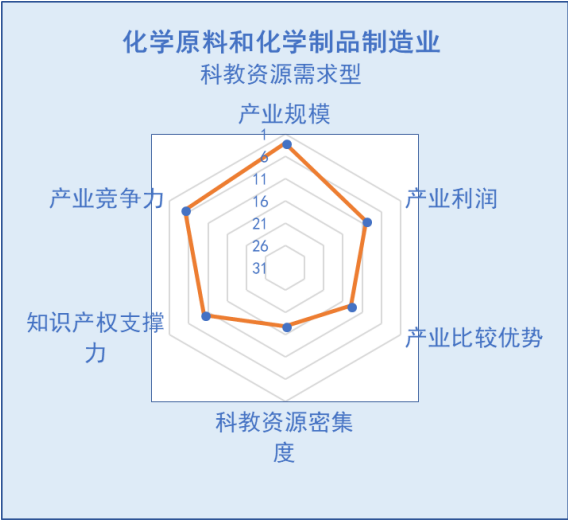 化学原料和化学制品制造业
科教资源需求型
产业规模
1
6
11
16
21
26
31
产业利润
产业比较优势
科教资源密集
度
知识产权支撑
力
产业竞争力